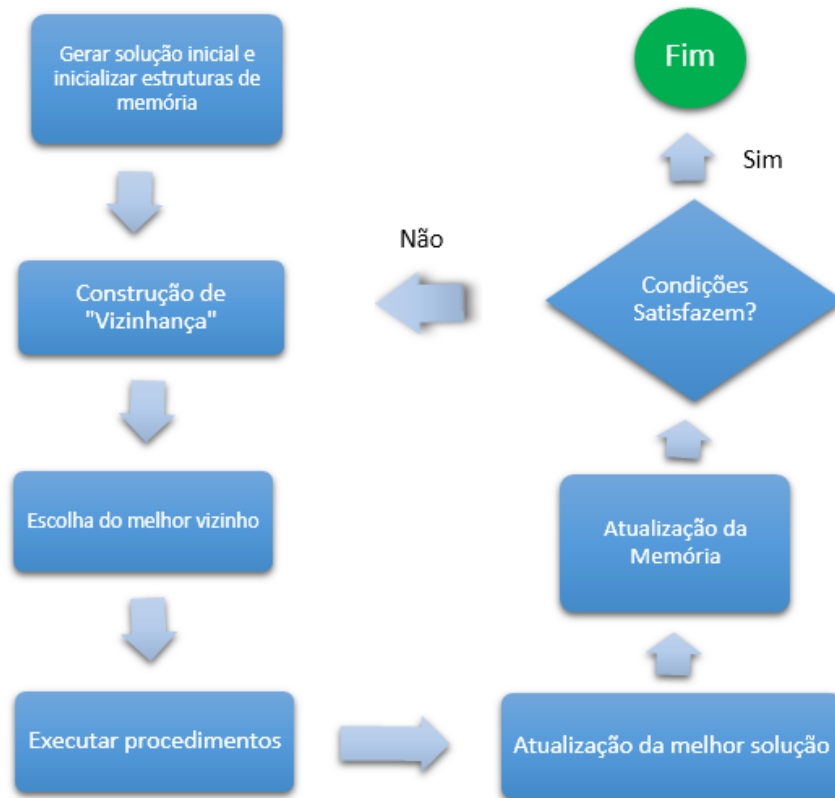 Gerar solução inicial e
inicializar estruturas de
memória
Construção de
"Vizinhança"
Escolha do melhor vizinho
Executar procedimentos
Atualização da melhor solução
Atualização da
Memória
Condições
Satisfazem?
Não
Sim
Fim